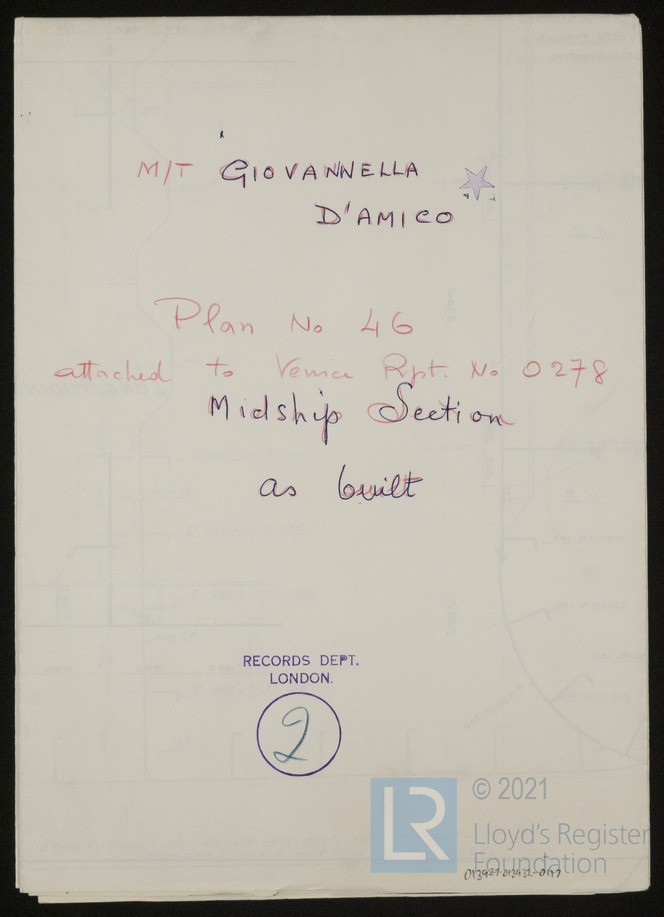 M/T GIOVANNELLA
D'AMICO
Plan No 46
attached to Venice Rpt. No 0278
Midship Section
as built
RECORDS DEPT.
LONDON.
2
LR
© 2021
Lloyd's Register
Foundation